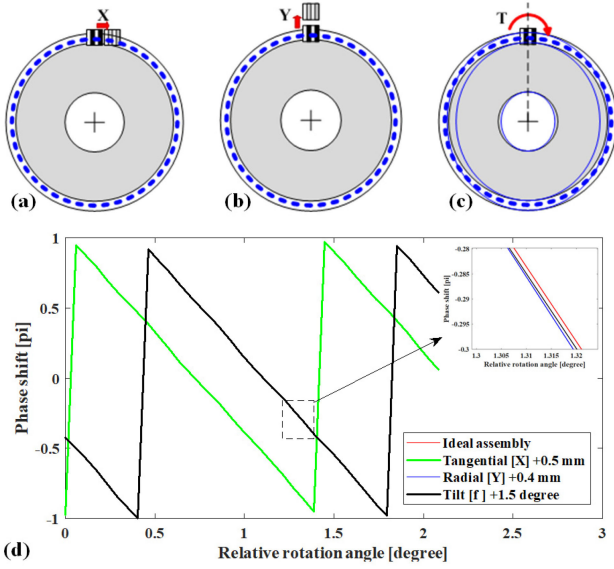 X
Y
T
(a)
(b)
(c)
1
0.5
0
-0.5
-1
Phase shift [pi]
0
0.5
1
1.5
2
2.5
3
Relative rotation angle [degree]
(d)
-0.28
-0.285
-0.29
-0.295
-0.3
Phase shift [pi]
1.3
1.305
1.31
1.315
1.32
Relative rotation angle [degree]
Ideal assembly
Tangential [X] +0.5 mm
Radial [Y] +0.4 mm
Tilt [f ] +1.5 degree